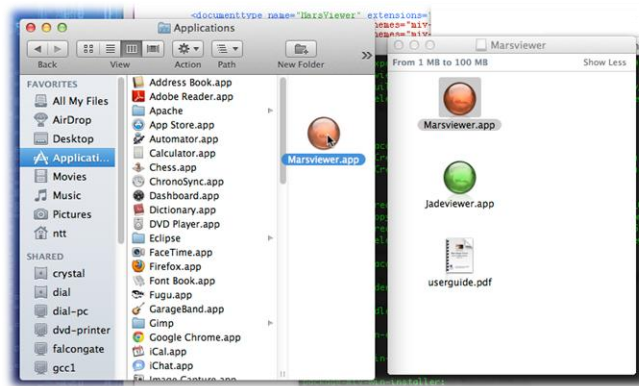 <documenttype name="MarsViewer" extensions="
Applications
Back
View
Action
Path
New Folder
FAVORITES
All My Files
AirDrop
Desktop
Applicati...
Movies
Music
Pictures
ntt
SHARED
crystal
dial
dial-pc
dvd-printer
falcongate
gcc1
Address Book.app
Adobe Reader.app
Apache
App Store.app
Automator.app
Calculator.app
Chess.app
ChronoSync.app
Dashboard.app
Dictionary.app
DVD Player.app
Eclipse
FaceTime.app
Firefox.app
Font Book.app
Fugu.app
GarageBand.app
Gimp
Google Chrome.app
iCal.app
iChat.app
Image Capture.app
Marsviewer.app
Marsviewer
From 1 MB to 100 MB
Show Less
Marsviewer.app
Jadeviewer.app
userguide.pdf